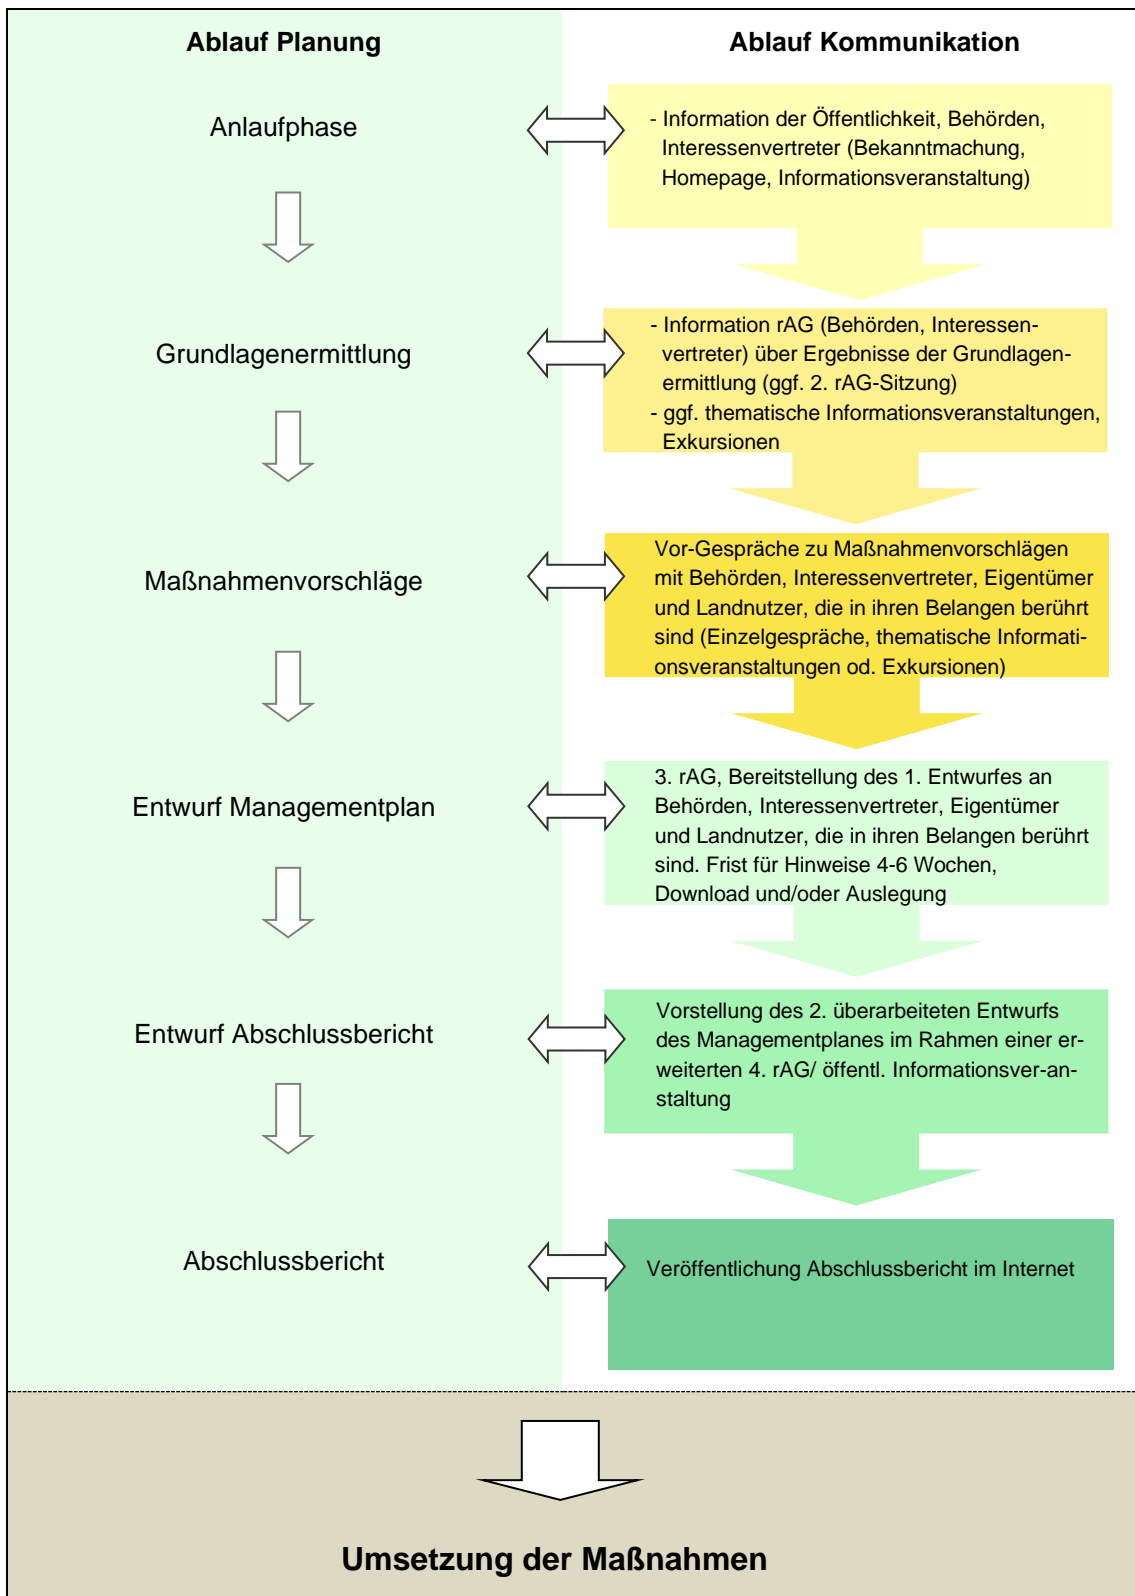 Ablauf Planung
Ablauf Kommunikation
Anlaufphase
- Information der Öffentlichkeit, Behörden,
Interessenvertreter (Bekanntmachung,
Homepage, Informationsveranstaltung)
Grundlagenermittlung
- Information rAG (Behörden, Interessen-
vertreter) über Ergebnisse der Grundlagen-
ermittlung (ggf. 2. rAG-Sitzung)
- ggf. thematische Informationsveranstaltungen,
Exkursionen
Maßnahmenvorschläge
Vor-Gespräche zu Maßnahmenvorschlägen
mit Behörden, Interessenvertreter, Eigentümer
und Landnutzer, die in ihren Belangen berührt
sind (Einzelgespräche, thematische Informati-
onsveranstaltungen od. Exkursionen)
Entwurf Managementplan
3. rAG, Bereitstellung des 1. Entwurfes an
Behörden, Interessenvertreter, Eigentümer
und Landnutzer, die in ihren Belangen berührt
sind. Frist für Hinweise 4-6 Wochen,
Download und/oder Auslegung
Entwurf Abschlussbericht
Vorstellung des 2. überarbeiteten Entwurfs
des Managementplanes im Rahmen einer er-
weiterten 4. rAG/ öffentl. Informationsver-an-
staltung
Abschlussbericht
Veröffentlichung Abschlussbericht im Internet
Umsetzung der Maßnahmen